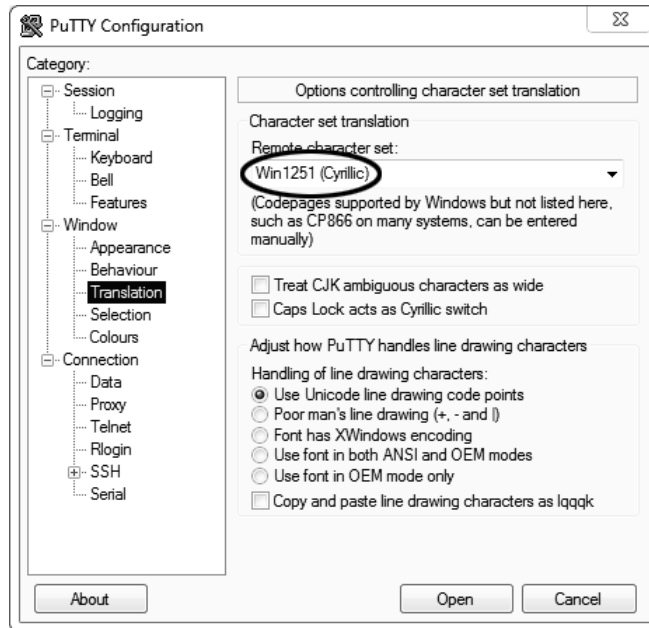 PuTTY Configuration
Category:
Session
Logging
Terminal
Keyboard
Bell
Features
Window
Appearance
Behaviour
Translation
Selection
Colours
Connection
Data
Proxy
Telnet
Rlogin
SSH
Serial
Options controlling character set translation
Character set translation
Remote character set:
Win1251 (Cyrillic)
(Codepages supported by Windows but not listed here,
such as CP866 on many systems, can be entered
manually)
Treat CJK ambiguous characters as wide
Caps Lock acts as Cyrillic switch
Adjust how PuTTY handles line drawing characters
Handling of line drawing characters:
Use Unicode line drawing code points
Poor man's line drawing (+, - and |)
Font has XWindows encoding
Use font in both ANSI and OEM modes
Use font in OEM mode only
Copy and paste line drawing characters as lqqqk
About
Open
Cancel